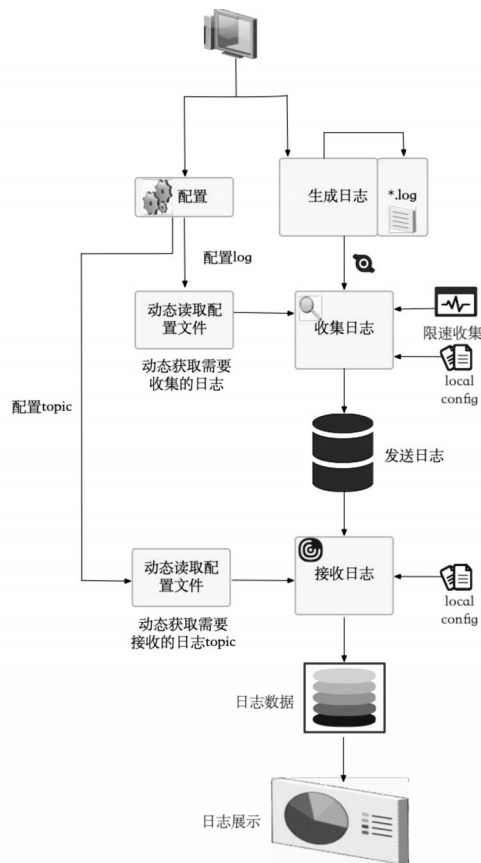 配置
生成日志
*.log
配置log
动态读取配
置文件
收集日志
限速收集
动态获取需要
收集的日志
local
config
配置topic
发送日志
动态读取配
置文件
接收日志
local
config
动态获取需要
接收的日志topic
日志数据
日志展示